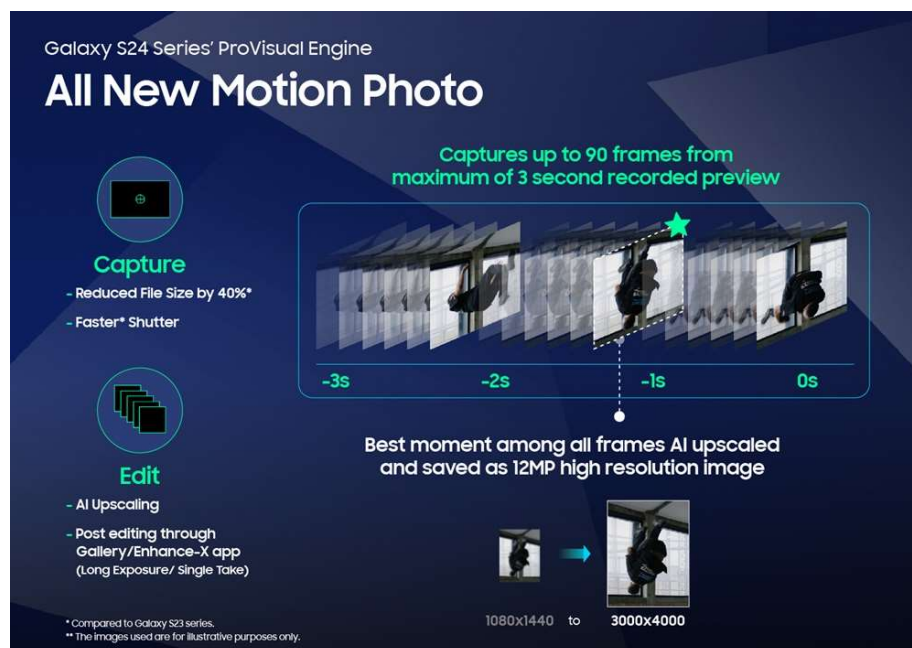 Galaxy S24 Series' ProVisual Engine
All New Motion Photo
Captures up to 90 frames from
maximum of 3 second recorded preview
Capture
- Reduced File Size by 40%*
- Faster* Shutter
-3s
-2s
-1s
0s
Best moment among all frames AI upscaled
and saved as 12MP high resolution image
Edit
- AI Upscaling
- Post editing through
Gallery/Enhance-X app
(Long Exposure/ Single Take)
1080x1440 to 3000x4000
* Compared to Galaxy S23 series.
** The images used are for illustrative purposes only.